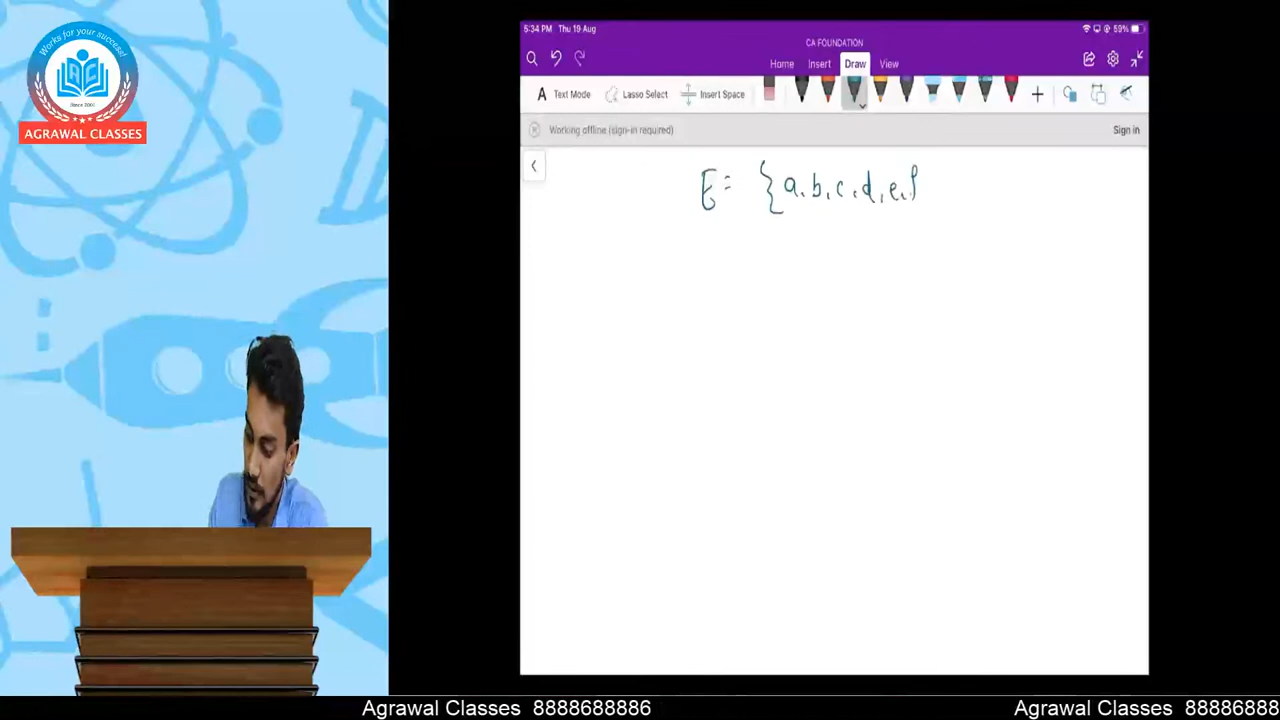 Works for your success!
AC
Since 2001
AGRAWAL CLASSES
5:34 PM Thu 19 Aug
59%
CA FOUNDATION
Home Insert Draw View
A Text Mode Lasso Select Insert Space
Working offline (sign-in required) Sign in
E = {a, b, c, d, e, f
Agrawal Classes 8888688886 Agrawal Classes 88886888